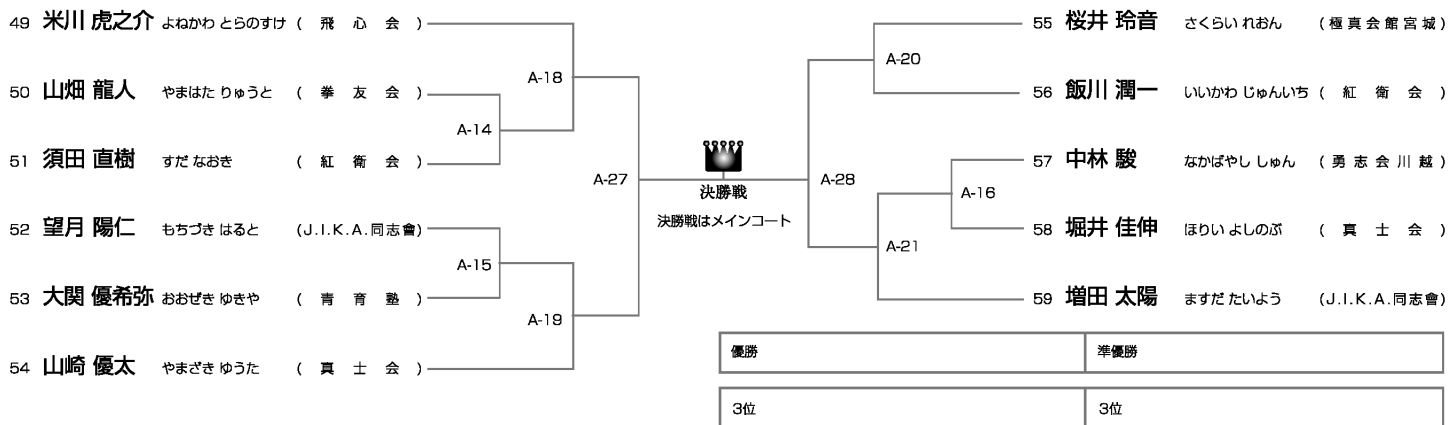 49 米川 虎之介 よねかわ とらのすけ ( 飛 心 会 )
A-18
50 山畑 龍人 やまはた りゅうと ( 拳 友 会 )
A-14
51 須田 直樹 すだ なおき ( 紅 衛 会 )
A-27
52 望月 陽仁 もちづき はると (J.I.K.A.同志會)
A-15
53 大関 優希弥 おおぜき ゆきや ( 青 育 塾 )
A-19
54 山崎 優太 やまざき ゆうた ( 真 士 会 )
決勝戦
決勝戦はメインコート
55 桜井 玲音 さくらい れおん (極真会館宮城)
A-20
56 飯川 潤一 いいかわ じゅんいち ( 紅 衛 会 )
A-28
57 中林 駿 なかばやし しゅん ( 勇 志 会 川 越 )
A-16
58 堀井 佳伸 ほりい よしのぶ ( 真 士 会 )
A-21
59 増田 太陽 ますだ たいよう (J.I.K.A.同志會)
優勝 準優勝
3位 3位